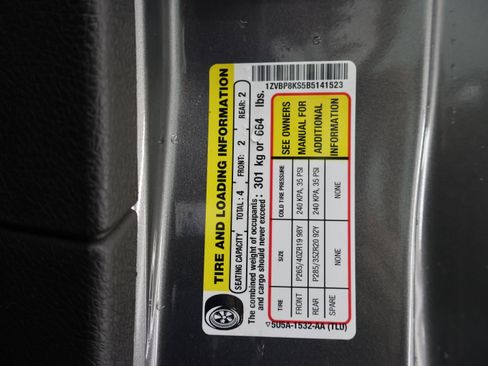 1ZVBP8KS5B5141523
TIRE AND LOADING INFORMATION
SEATING CAPACITY TOTAL : 4 FRONT: 2 REAR: 2
The combined weight of occupants
and cargo should never exceed : 301 kg or 664 lbs.
TIRE SIZE COLD TIRE PRESSURE SEE OWNERS
FRONT P265/40ZR19 98Y 240 KPA, 35 PSI MANUAL FOR
REAR P285/35ZR20 92Y 240 KPA, 35 PSI ADDITIONAL
SPARE NONE NONE INFORMATION
▽5U5A-1532-AA (TLU)